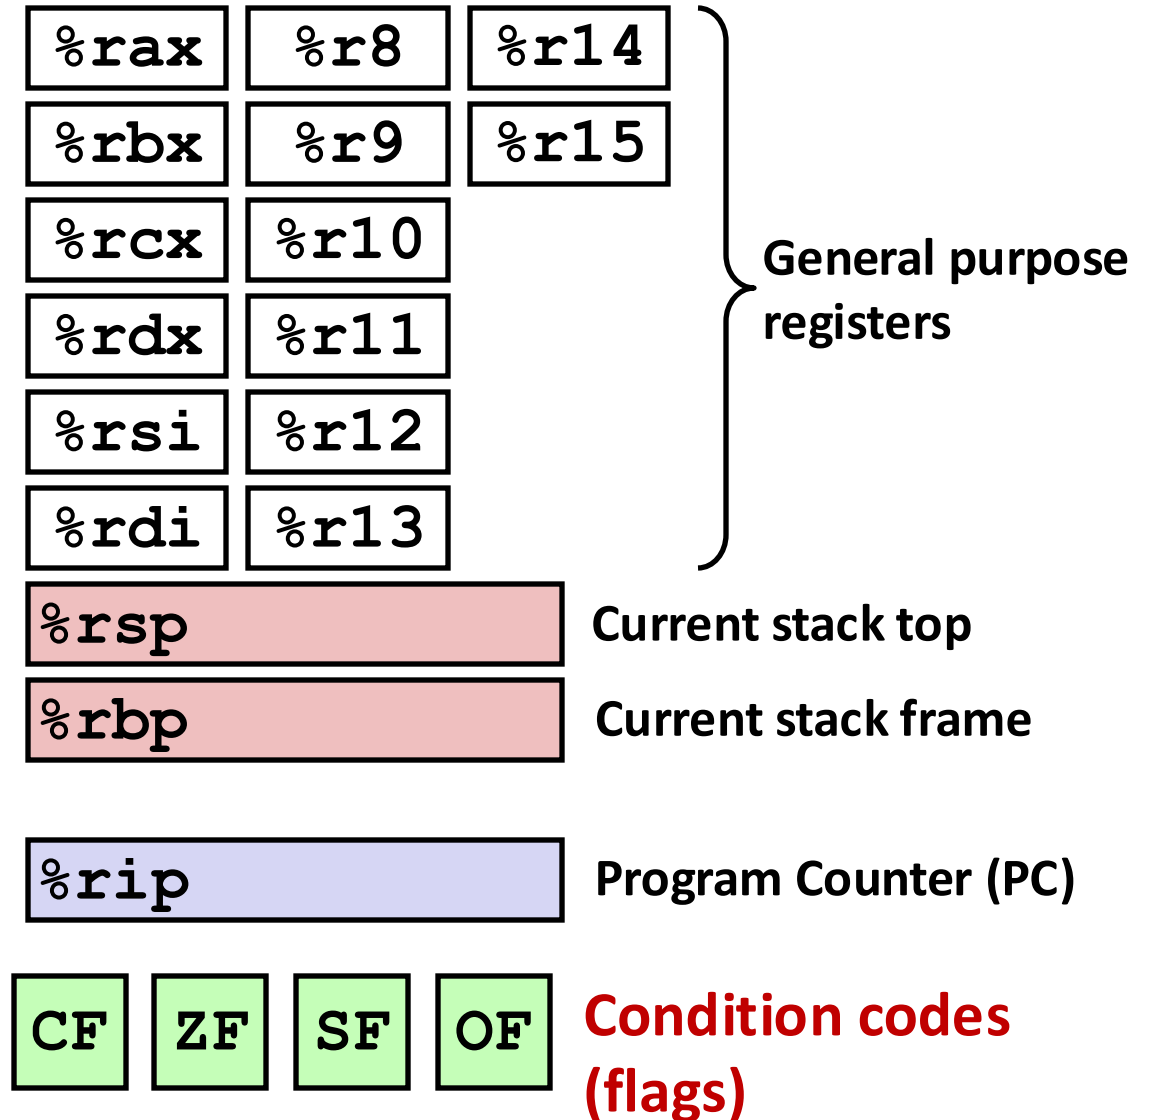 %rax %r8 %r14
%rbx %r9 %r15
%rcx %r10
%rdx %r11
%rsi %r12
%rdi %r13
General purpose
registers
%rsp Current stack top
%rbp Current stack frame
%rip Program Counter (PC)
CF ZF SF OF Condition codes
(flags)